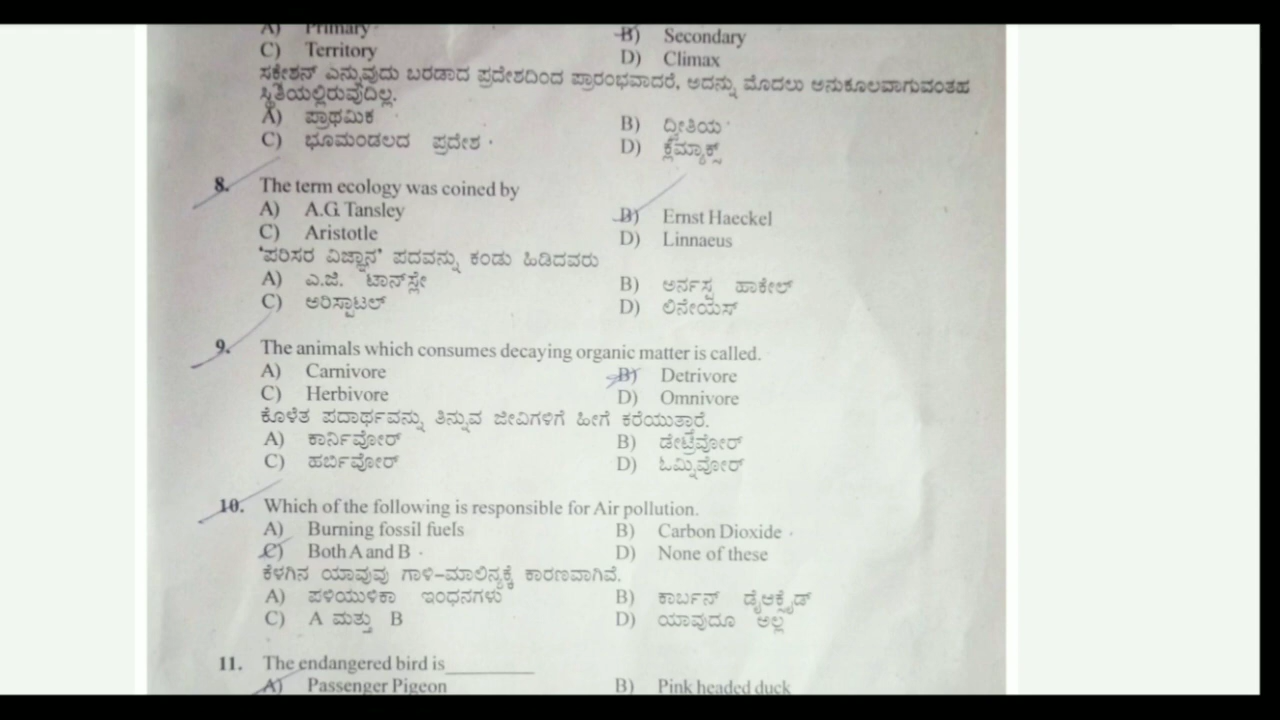 A) Primary B) Secondary
C) Territory D) Climax
ಸಕೇಶನ್ ಎನ್ನುವುದು ಬರಡಾದ ಪ್ರದೇಶದಿಂದ ಪ್ರಾರಂಭವಾದರೆ, ಅದನ್ನು ಮೊದಲು ಅನುಕೂಲವಾಗುವಂತಹ
ಸ್ಥಿತಿಯಲ್ಲಿರುವುದಿಲ್ಲ.
A) ಪ್ರಾಥಮಿಕ B) ದ್ವೀತಿಯ
C) ಭೂಮಂಡಲದ ಪ್ರದೇಶ D) ಕ್ಲೆಮ್ಯಾಕ್ಸ್
8. The term ecology was coined by
A) A.G. Tansley B) Ernst Haeckel
C) Aristotle D) Linnaeus
'ಪರಿಸರ ವಿಜ್ಞಾನ' ಪದವನ್ನು ಕಂಡು ಹಿಡಿದವರು
A) ಎ.ಜಿ. ಟಾನ್‌ಸ್ಲೇ B) ಅರ್ನಸ್ಟ ಹಾಕೇಲ್
C) ಅರಿಸ್ಟಾಟಲ್ D) ಲಿನೇಯಸ್
9. The animals which consumes decaying organic matter is called.
A) Carnivore B) Detrivore
C) Herbivore D) Omnivore
ಕೊಳೆತ ಪದಾರ್ಥವನ್ನು ತಿನ್ನುವ ಜೀವಿಗಳಿಗೆ ಹೀಗೆ ಕರೆಯುತ್ತಾರೆ.
A) ಕಾರ್ನಿವೋರ್ B) ಡೇಟ್ರಿವೋರ್
C) ಹರ್ಬಿವೋರ್ D) ಓಮ್ನಿವೋರ್
10. Which of the following is responsible for Air pollution.
A) Burning fossil fuels B) Carbon Dioxide
C) Both A and B D) None of these
ಕೆಳಗಿನ ಯಾವುವು ಗಾಳಿ-ಮಾಲಿನ್ಯಕ್ಕೆ ಕಾರಣವಾಗಿವೆ.
A) ಪಳಿಯುಳಿಕಾ ಇಂಧನಗಳು B) ಕಾರ್ಬನ್ ಡೈಆಕ್ಸೈಡ್
C) A ಮತ್ತು B D) ಯಾವುದೂ ಅಲ್ಲ
11. The endangered bird is_________
A) Passenger Pigeon B) Pink headed duck